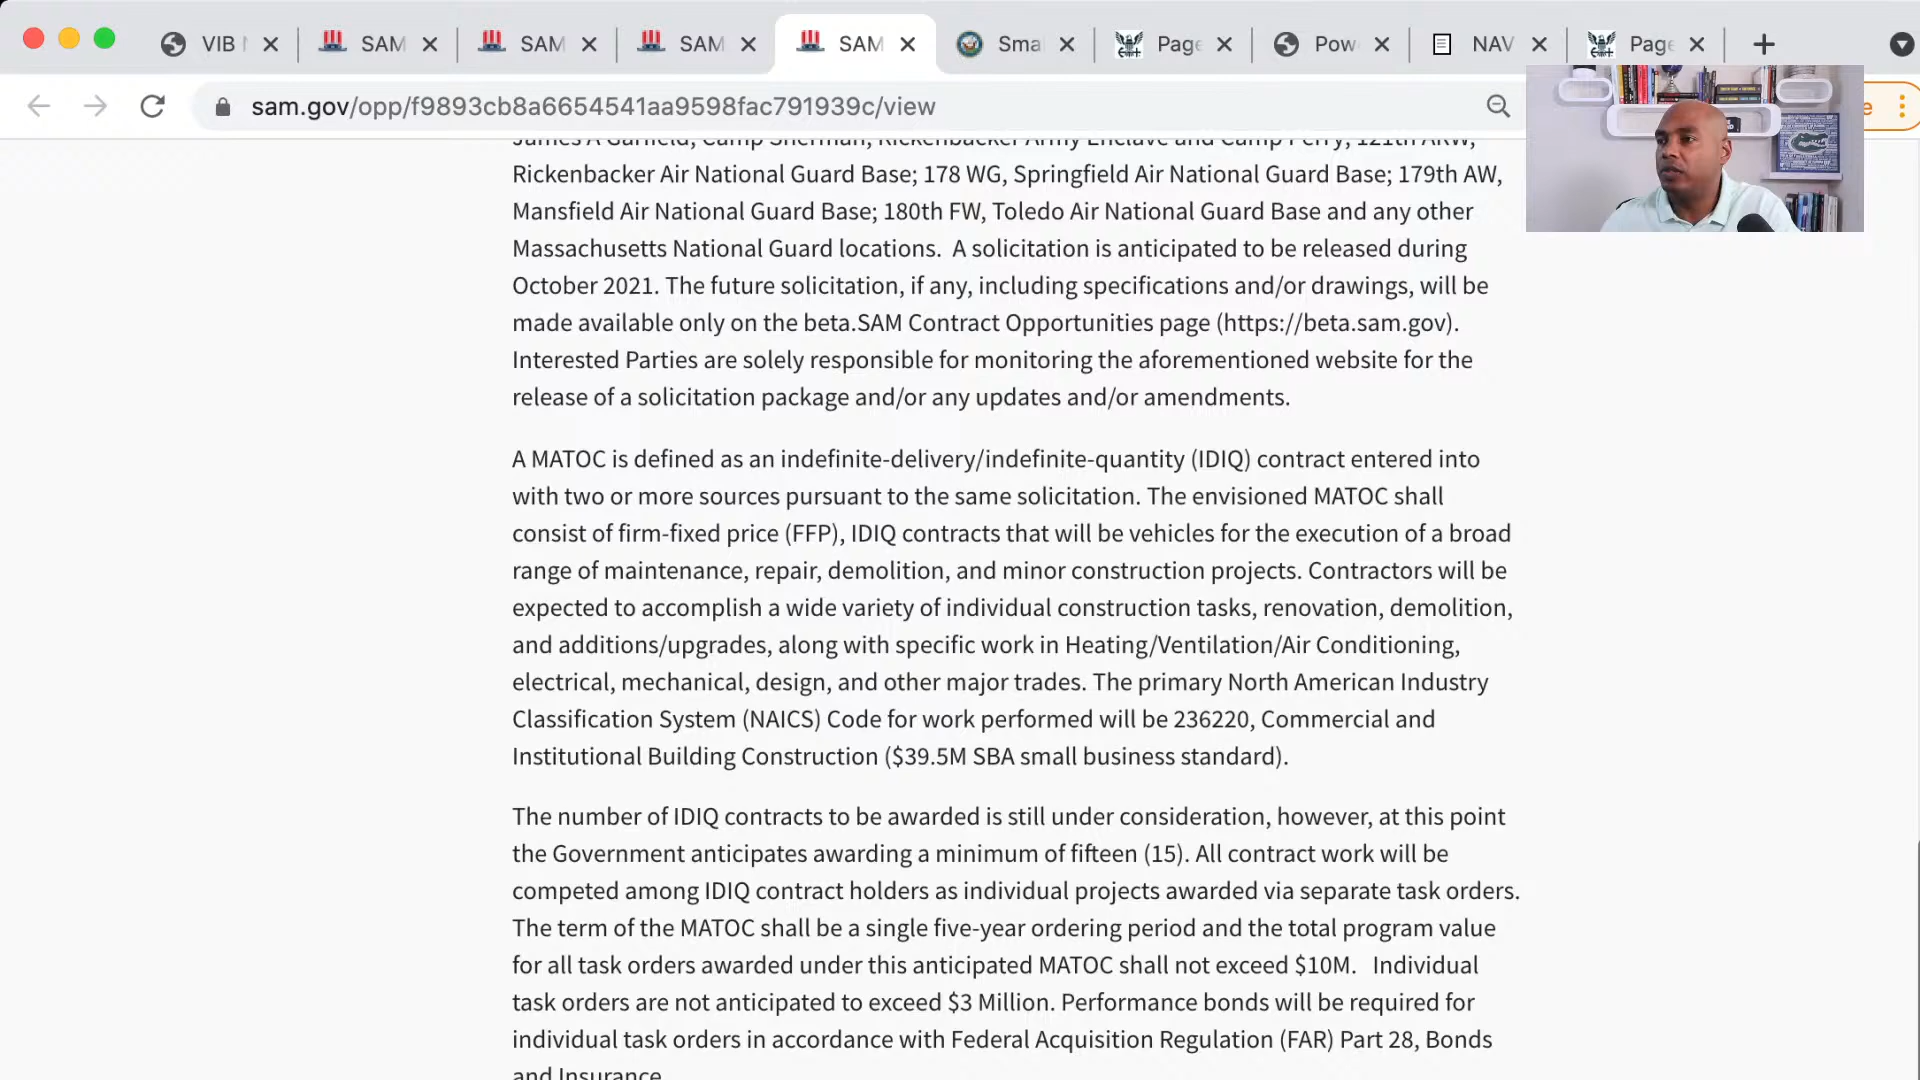 VIB
SAM
SAM
SAM
SAM
Sma
Page
Pow
NAV
Page
sam.gov/opp/f9893cb8a6654541aa9598fac791939c/view
e
James A Garfield, Camp Sherman, Rickenbacker Army Enclave and Camp Perry; 121th ARW,
Rickenbacker Air National Guard Base; 178 WG, Springfield Air National Guard Base; 179th AW,
Mansfield Air National Guard Base; 180th FW, Toledo Air National Guard Base and any other
Massachusetts National Guard locations. A solicitation is anticipated to be released during
October 2021. The future solicitation, if any, including specifications and/or drawings, will be
made available only on the beta.SAM Contract Opportunities page (https://beta.sam.gov).
Interested Parties are solely responsible for monitoring the aforementioned website for the
release of a solicitation package and/or any updates and/or amendments.
A MATOC is defined as an indefinite-delivery/indefinite-quantity (IDIQ) contract entered into
with two or more sources pursuant to the same solicitation. The envisioned MATOC shall
consist of firm-fixed price (FFP), IDIQ contracts that will be vehicles for the execution of a broad
range of maintenance, repair, demolition, and minor construction projects. Contractors will be
expected to accomplish a wide variety of individual construction tasks, renovation, demolition,
and additions/upgrades, along with specific work in Heating/Ventilation/Air Conditioning,
electrical, mechanical, design, and other major trades. The primary North American Industry
Classification System (NAICS) Code for work performed will be 236220, Commercial and
Institutional Building Construction ($39.5M SBA small business standard).
The number of IDIQ contracts to be awarded is still under consideration, however, at this point
the Government anticipates awarding a minimum of fifteen (15). All contract work will be
competed among IDIQ contract holders as individual projects awarded via separate task orders.
The term of the MATOC shall be a single five-year ordering period and the total program value
for all task orders awarded under this anticipated MATOC shall not exceed $10M. Individual
task orders are not anticipated to exceed $3 Million. Performance bonds will be required for
individual task orders in accordance with Federal Acquisition Regulation (FAR) Part 28, Bonds
and Insurance.